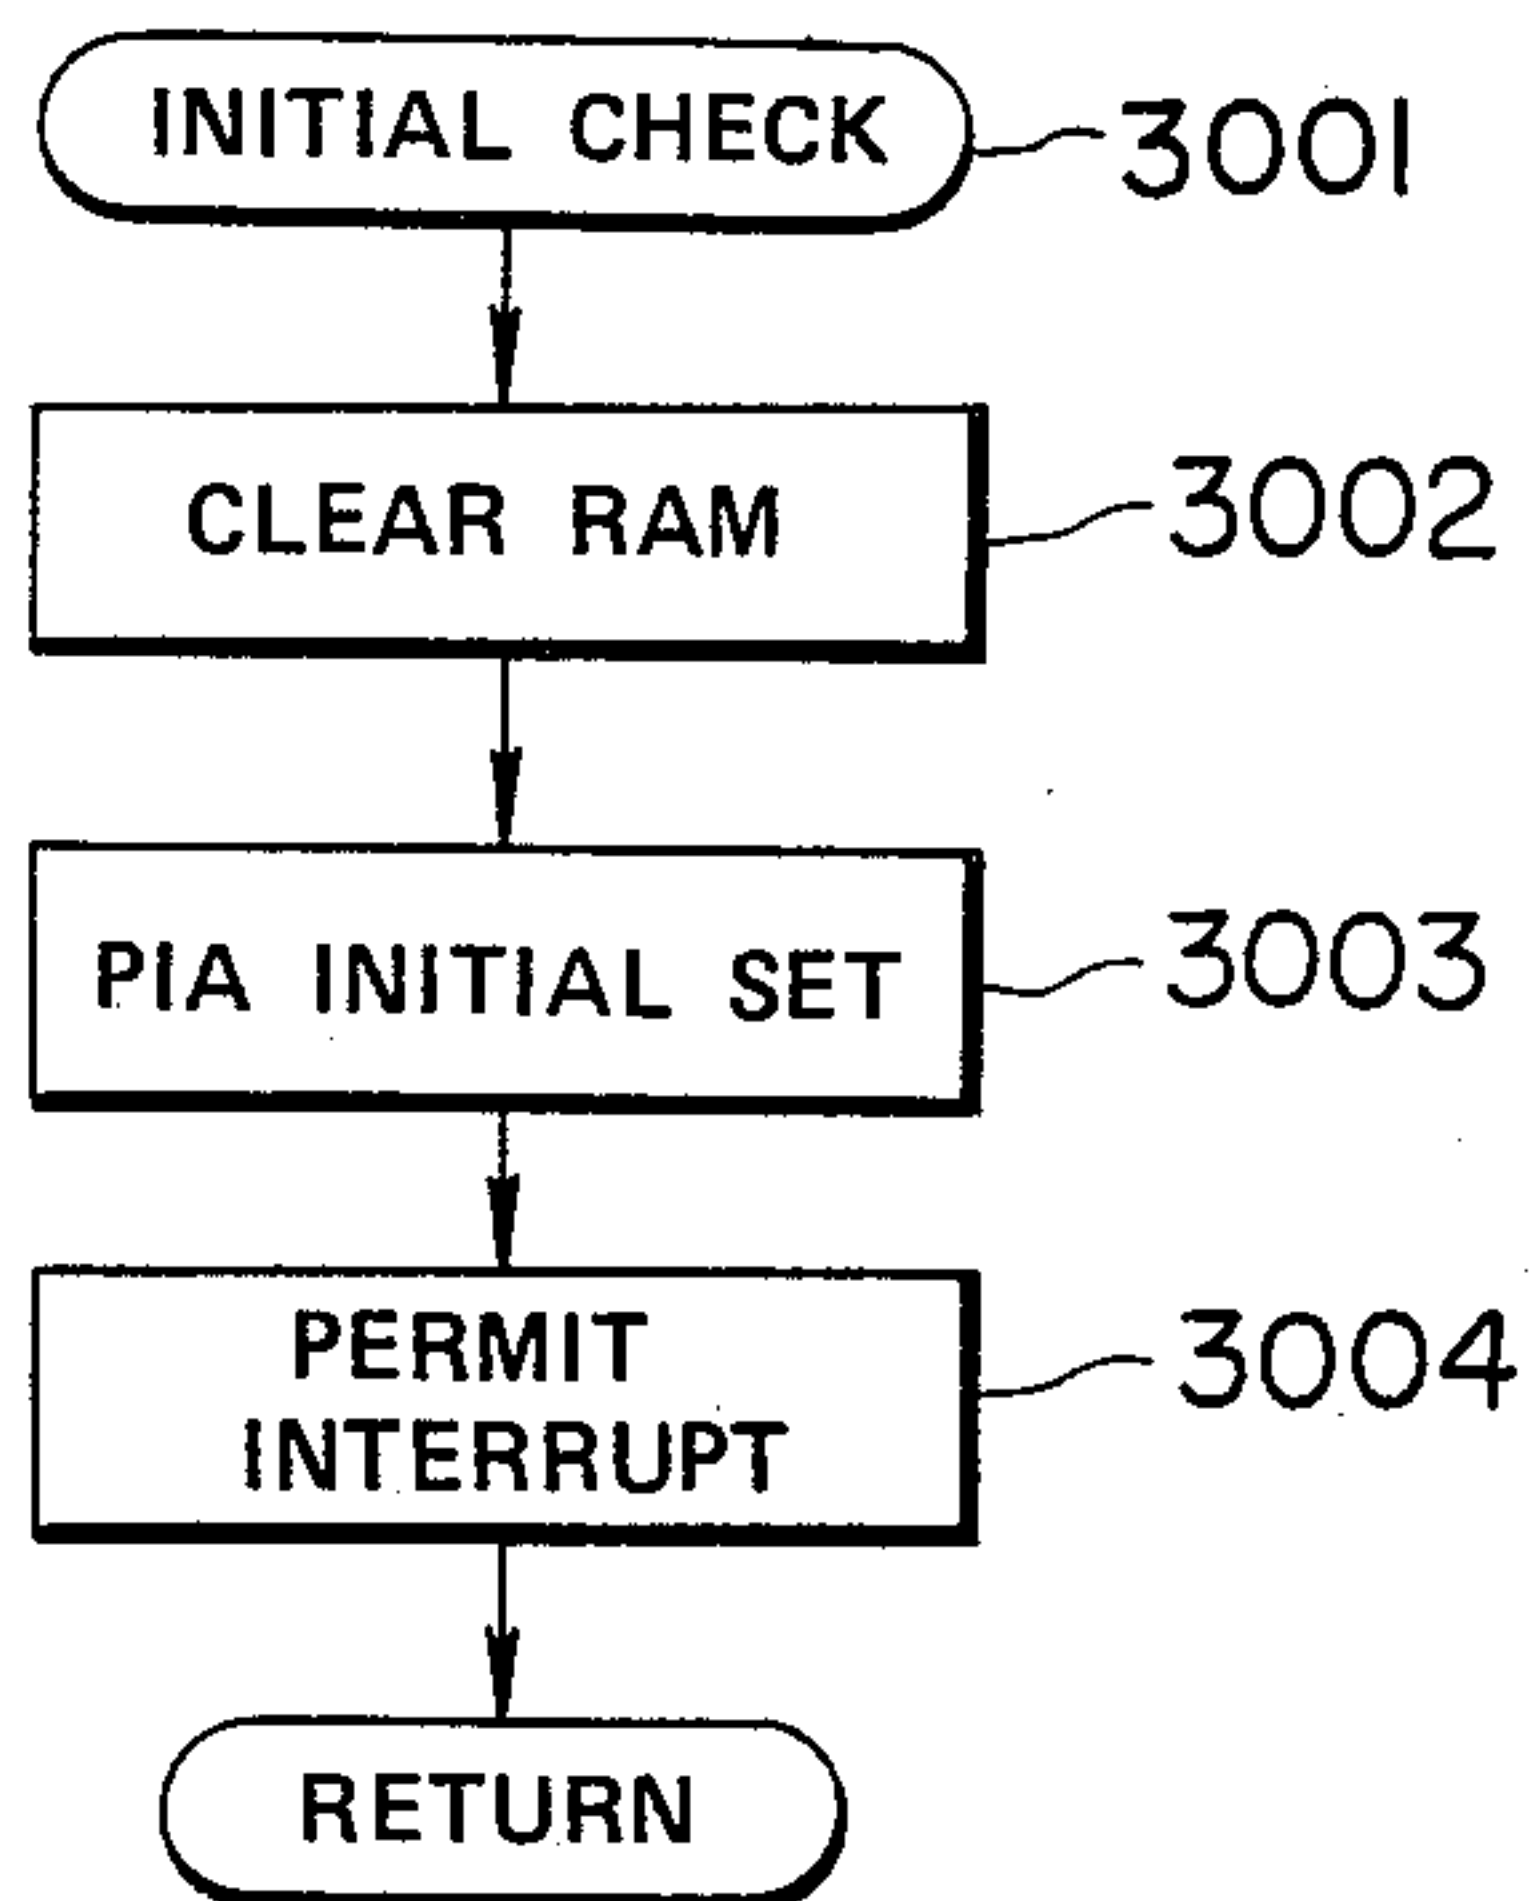 INITIAL CHECK
3001
CLEAR RAM
3002
PIA INITIAL SET
3003
PERMIT
INTERRUPT
3004
RETURN